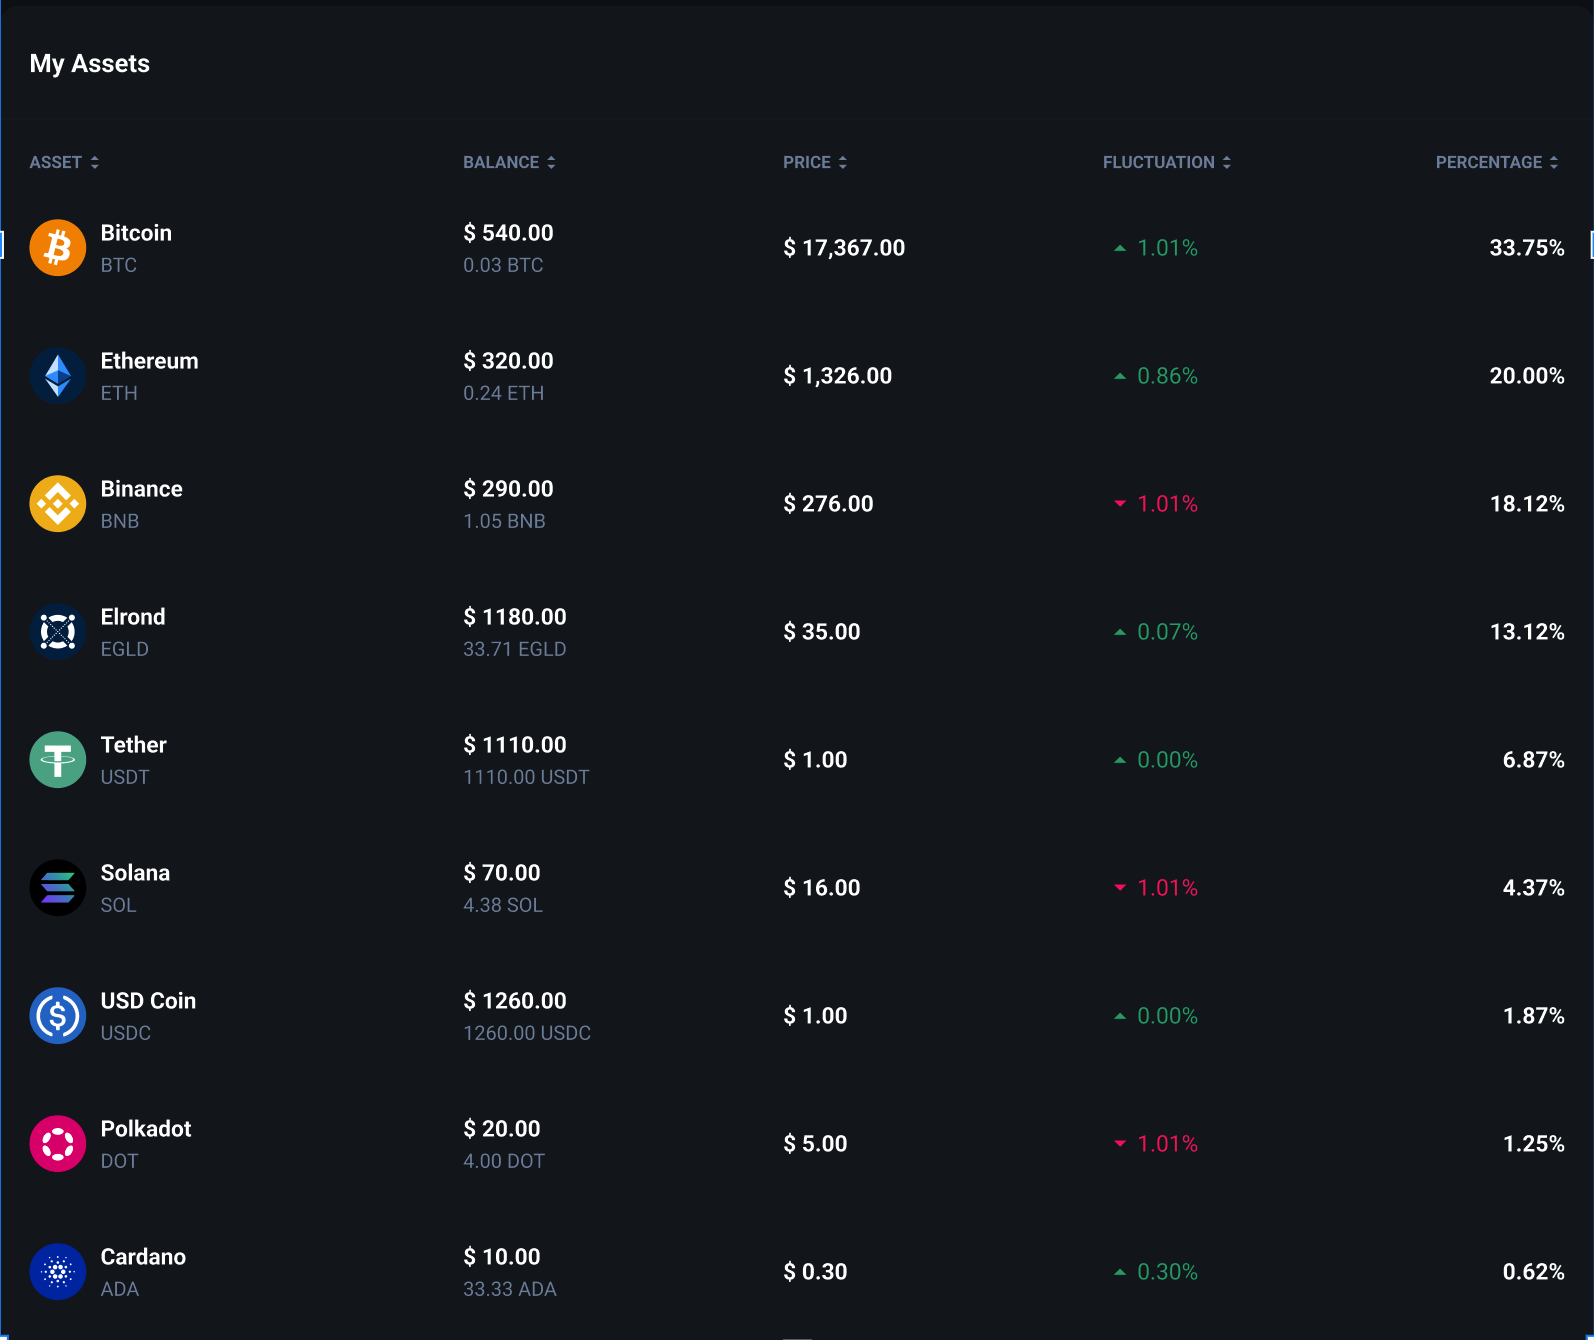 My Assets
ASSET BALANCE PRICE FLUCTUATION PERCENTAGE
Bitcoin $ 540.00
$ 17,367.00 1.01% 33.75%
BTC 0.03 BTC
Ethereum $ 320.00
$ 1,326.00 0.86% 20.00%
ETH 0.24 ETH
Binance $ 290.00
$ 276.00 1.01% 18.12%
BNB 1.05 BNB
Elrond $ 1180.00
$ 35.00 0.07% 13.12%
EGLD 33.71 EGLD
Tether $ 1110.00
$ 1.00 0.00% 6.87%
USDT 1110.00 USDT
Solana $ 70.00
$ 16.00 1.01% 4.37%
SOL 4.38 SOL
USD Coin $ 1260.00
$ 1.00 0.00% 1.87%
USDC 1260.00 USDC
Polkadot $ 20.00
$ 5.00 1.01% 1.25%
DOT 4.00 DOT
Cardano $ 10.00
$ 0.30 0.30% 0.62%
ADA 33.33 ADA